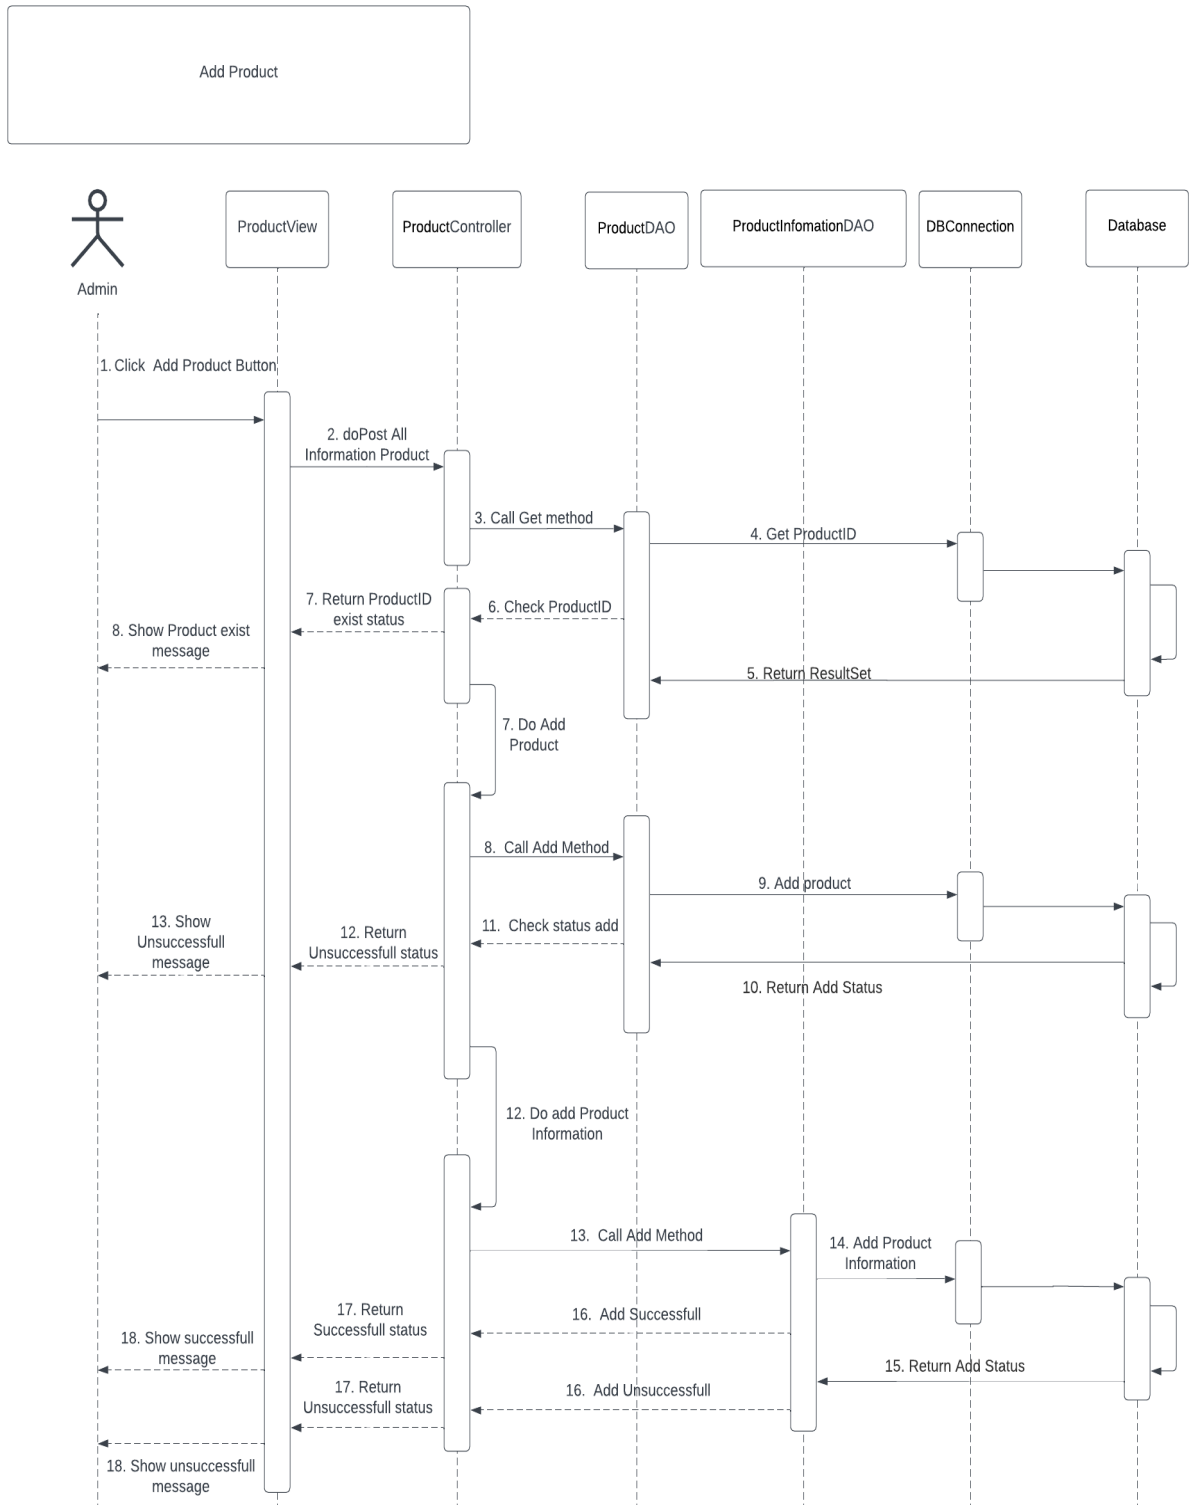 Add Product
Admin
ProductView
ProductController
ProductDAO
ProductInfomationDAO
DBConnection
Database
1. Click  Add Product Button
2. doPost All
Information Product
3. Call Get method
4. Get ProductID
7. Return ProductID
exist status
6. Check ProductID
8. Show Product exist
message
5. Return ResultSet
7. Do Add
Product
8.  Call Add Method
9. Add product
13. Show
Unsuccessfull
message
12. Return
Unsuccessfull status
11.  Check status add
10. Return Add Status
12. Do add Product
Information
13.  Call Add Method
14. Add Product
Information
17. Return
Successfull status
16.  Add Successfull
18. Show successfull
message
15. Return Add Status
17. Return
Unsuccessfull status
16.  Add Unsuccessfull
18. Show unsuccessfull
message